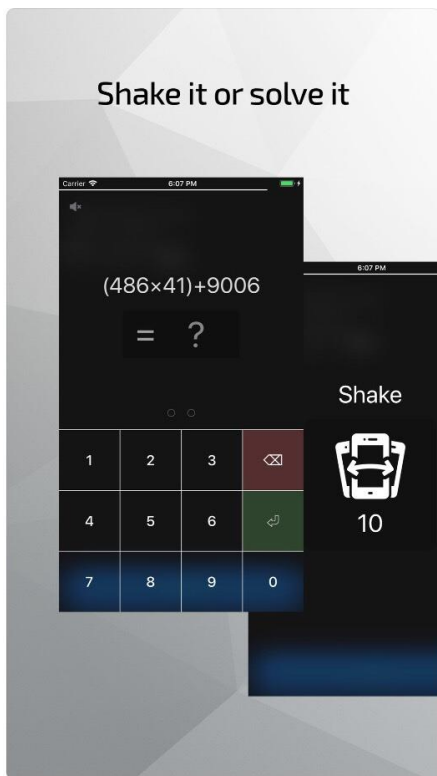 Shake it or solve it
Carrier 6:07 PM
(486×41)+9006
= ?
1 2 3
4 5 6
7 8 9 0
6:07 PM
Shake
10